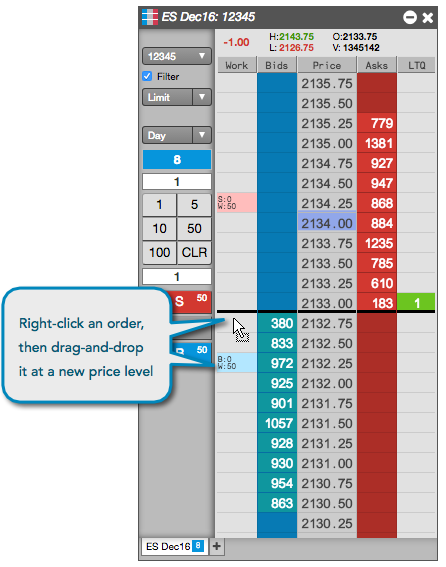 ES Dec16: 12345
-1.00 H:2143.75 O:2133.75
L: 2126.75 V: 1345142
Work Bids Price Asks LTQ
12345
Filter
Limit
Day
8
1
1 5
10 50
100 CLR
1
S 50
B 50
2135.75
2135.50
2135.25 779
2135.00 1381
2134.75 927
2134.50 947
S:0
W:50
2134.25 868
2134.00 884
2133.75 1235
2133.50 785
2133.25 610
2133.00 183 1
380 2132.75
833 2132.50
B:0
W:50
972 2132.25
925 2132.00
901 2131.75
1057 2131.50
928 2131.25
930 2131.00
954 2130.75
863 2130.50
2130.25
Right-click an order,
then drag-and-drop
it at a new price level
ES Dec16 8 +